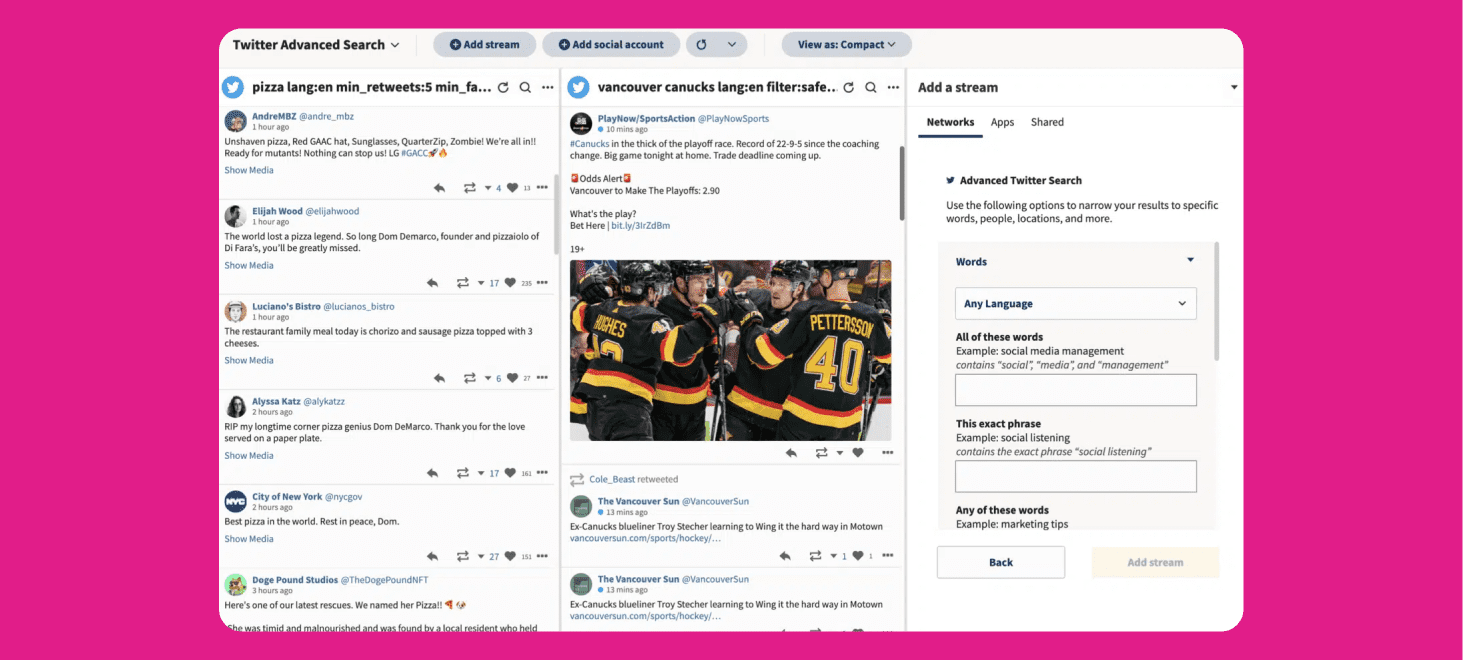 Twitter Advanced Search
Add stream
Add social account
View as: Compact
pizza lang:en min_retweets:5 min_fa...
AndreMBZ @andre_mbz
1 hour ago
Unshaven pizza, Red GAAC hat, Sunglasses, QuarterZip, Zombie! We're all in!!
Ready for mutants! Nothing can stop us! LG #GACC🚀🔥
Show Media
4 13
Elijah Wood @elijahwood
1 hour ago
The world lost a pizza legend. So long Dom Demarco, founder and pizzaiolo of
Di Fara's, you'll be greatly missed.
Show Media
17 235
Luciano's Bistro @lucianos_bistro
1 hour ago
The restaurant family meal today is chorizo and sausage pizza topped with 3
cheeses.
Show Media
6 27
Alyssa Katz @alykatzz
2 hours ago
RIP my longtime corner pizza genius Dom DeMarco. Thank you for the love
served on a paper plate.
Show Media
17 161
NYC
City of New York @nycgov
2 hours ago
Best pizza in the world. Rest in peace, Dom.
Show Media
27 151
Doge Pound Studios @TheDogePoundNFT
3 hours ago
Here's one of our latest rescues. We named her Pizza!! 🍕🐶
She was timid and malnourished and was found by a local resident who held
vancouver canucks lang:en filter:safe...
PlayNow/SportsAction @PlayNowSports
10 mins ago
#Canucks in the thick of the playoff race. Record of 22-9-5 since the coaching
change. Big game tonight at home. Trade deadline coming up.
🚨Odds Alert🚨
Vancouver to Make The Playoffs: 2.90
What's the play?
Bet Here | bit.ly/3IrZdBm
19+
HUGHES
PETTERSSON
40
Cole_Beast retweeted
The Vancouver Sun @VancouverSun
13 mins ago
Ex-Canucks blueliner Troy Stecher learning to Wing it the hard way in Motown
vancouversun.com/sports/hockey/...
1 1
The Vancouver Sun @VancouverSun
13 mins ago
Ex-Canucks blueliner Troy Stecher learning to Wing it the hard way in Motown
vancouversun.com/sports/hockey/...
Add a stream
Networks Apps Shared
Advanced Twitter Search
Use the following options to narrow your results to specific
words, people, locations, and more.
Words
Any Language
All of these words
Example: social media management
contains "social", "media", and "management"
This exact phrase
Example: social listening
contains the exact phrase "social listening"
Any of these words
Example: marketing tips
Back
Add stream